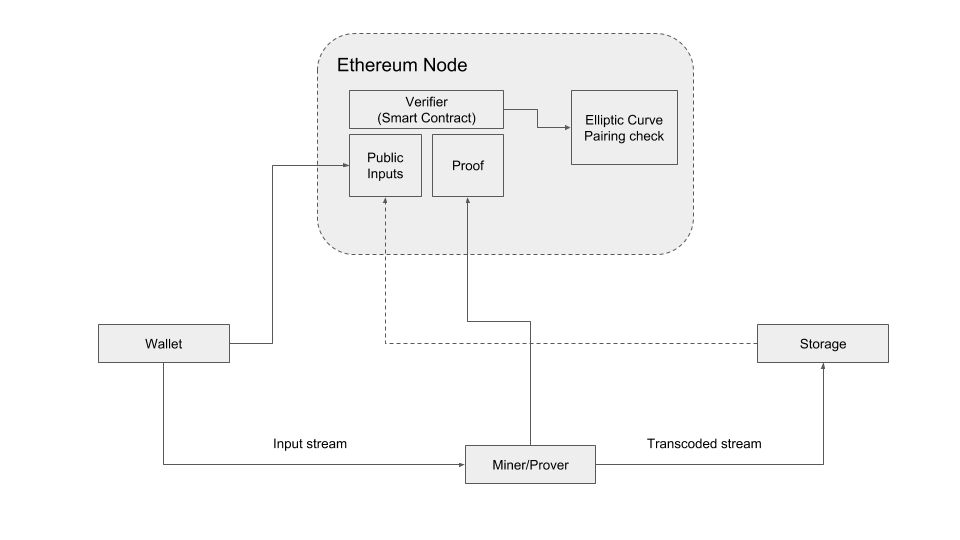 Ethereum Node
Verifier
(Smart Contract)
Elliptic Curve
Pairing check
Public
Inputs
Proof
Wallet
Storage
Input stream
Transcoded stream
Miner/Prover